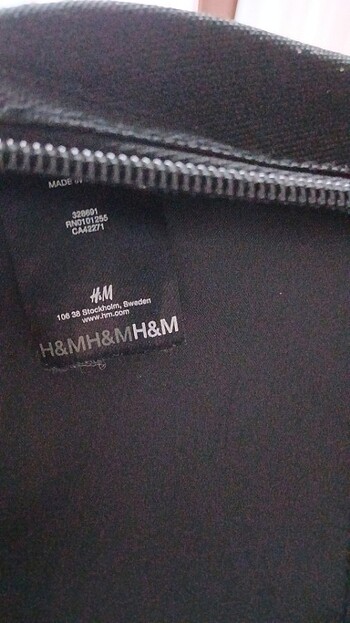 MADE IN
328691
RN0101255
CA42271
H&M
106 38 Stockholm, Sweden
www.hm.com
H&MH&MH&M